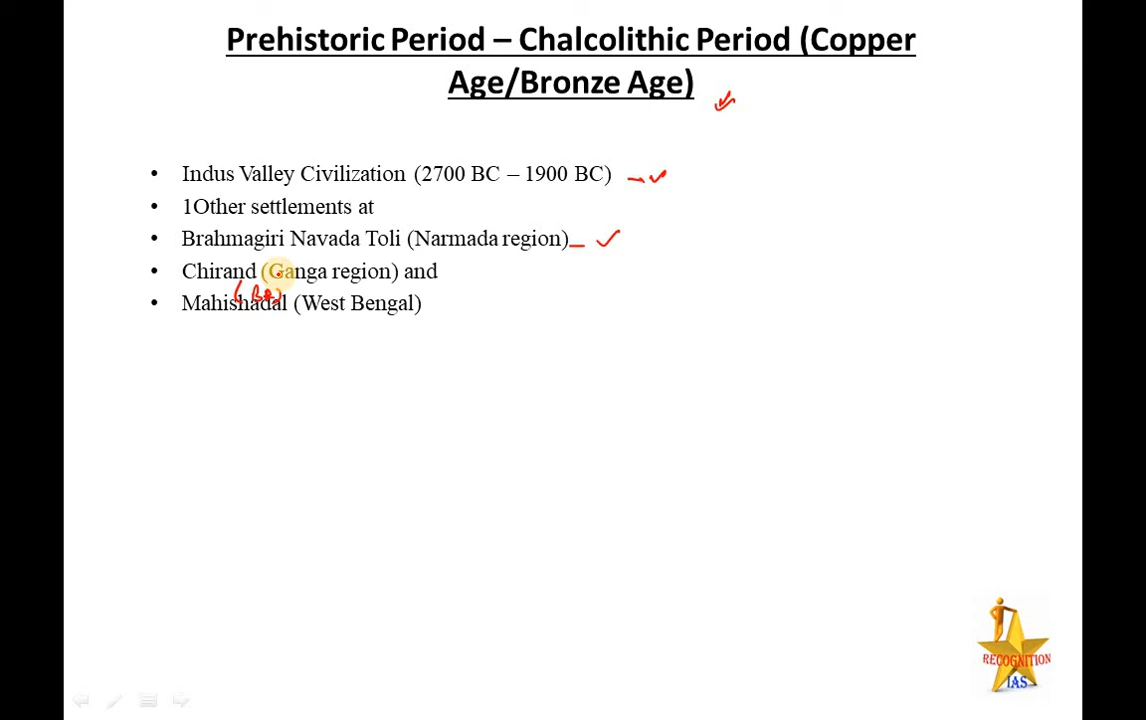 Prehistoric Period – Chalcolithic Period (Copper
Age/Bronze Age)
• Indus Valley Civilization (2700 BC – 1900 BC)
• 1Other settlements at
• Brahmagiri Navada Toli (Narmada region)
• Chirand (Ganga region) and
• Mahishadal (West Bengal)
RECOGNITION
IAS